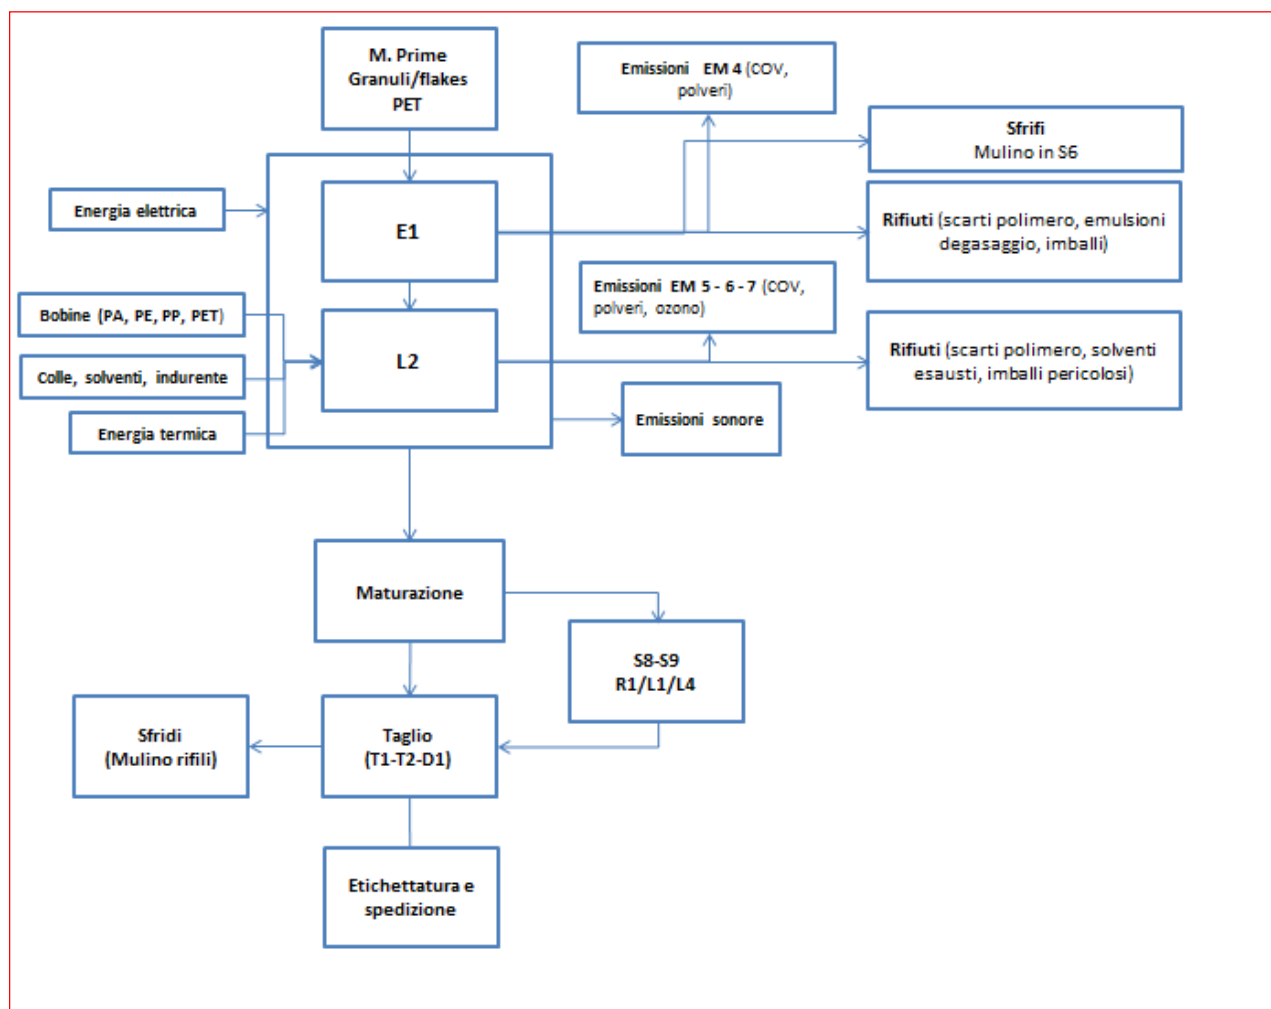 M. Prime
Granuli/flakes
PET
Emissioni EM 4 (COV,
polveri)
Sfrifi
Mulino in S6
Energia elettrica
E1
Rifiuti (scarti polimero, emulsioni
degasaggio, imballi)
Emissioni EM 5 - 6 - 7 (COV,
polveri, ozono)
Bobine (PA, PE, PP, PET)
L2
Rifiuti (scarti polimero, solventi
esausti, imballi pericolosi)
Colle, solventi, indurente
Energia termica
Emissioni sonore
Maturazione
S8-S9
R1/L1/L4
Sfridi
(Mulino rifili)
Taglio
(T1-T2-D1)
Etichettatura e
spedizione